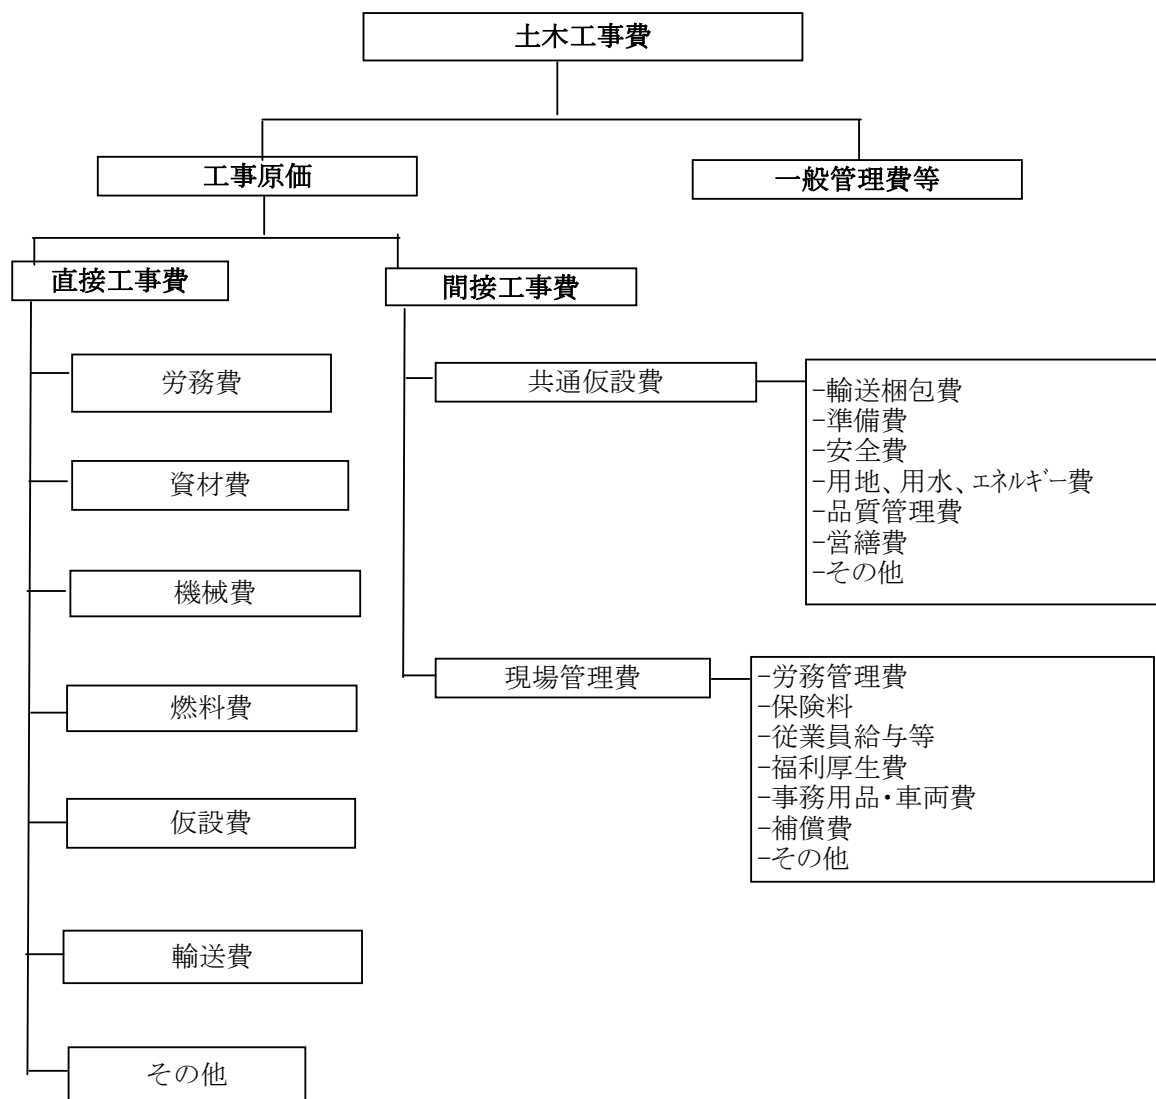 土木工事費
工事原価
一般管理費等
直接工事費
間接工事費
労務費
資材費
機械費
燃料費
仮設費
輸送費
その他
共通仮設費
-輸送梱包費
-準備費
-安全費
-用地、用水、エネルギー費
-品質管理費
-営繕費
-その他
現場管理費
-労務管理費
-保険料
-従業員給与等
-福利厚生費
-事務用品・車両費
-補償費
-その他